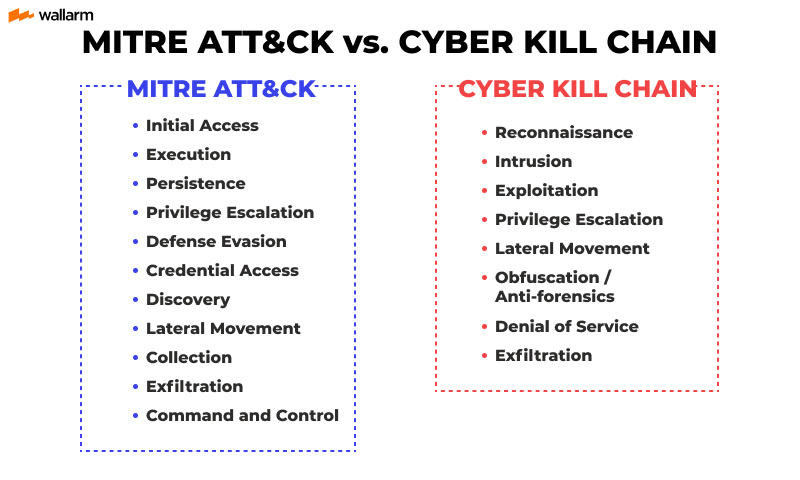 wallarm
MITRE ATT&CK vs. CYBER KILL CHAIN
MITRE ATT&CK
Initial Access
Execution
Persistence
Privilege Escalation
Defense Evasion
Credential Access
Discovery
Lateral Movement
Collection
Exfiltration
Command and Control
CYBER KILL CHAIN
Reconnaissance
Intrusion
Exploitation
Privilege Escalation
Lateral Movement
Obfuscation /
Anti-forensics
Denial of Service
Exfiltration